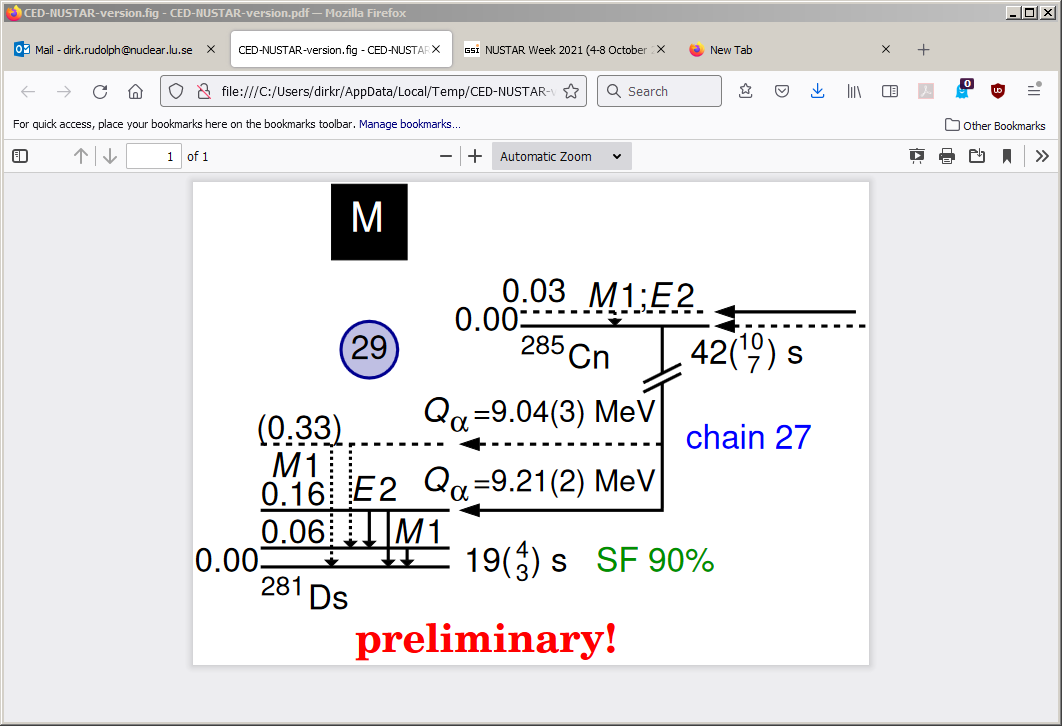 CED-NUSTAR-version.fig - CED-NUSTAR-version.pdf — Mozilla Firefox
Mail - dirk.rudolph@nuclear.lu.se
CED-NUSTAR-version.fig - CED-NUSTAR
GSI NUSTAR Week 2021 (4-8 October
New Tab
file:///C:/Users/dirkr/AppData/Local/Temp/CED-NUSTAR-v
Search
0
For quick access, place your bookmarks here on the bookmarks toolbar. Manage bookmarks...
Other Bookmarks
1 of 1
Automatic Zoom
M
0.03 M1;E2
0.00
285Cn
42(10 7) s
29
Qα=9.04(3) MeV
(0.33)
chain 27
M1
Qα=9.21(2) MeV
0.16 E2
0.06 M1
0.00
19(4 3) s SF 90%
281Ds
preliminary!